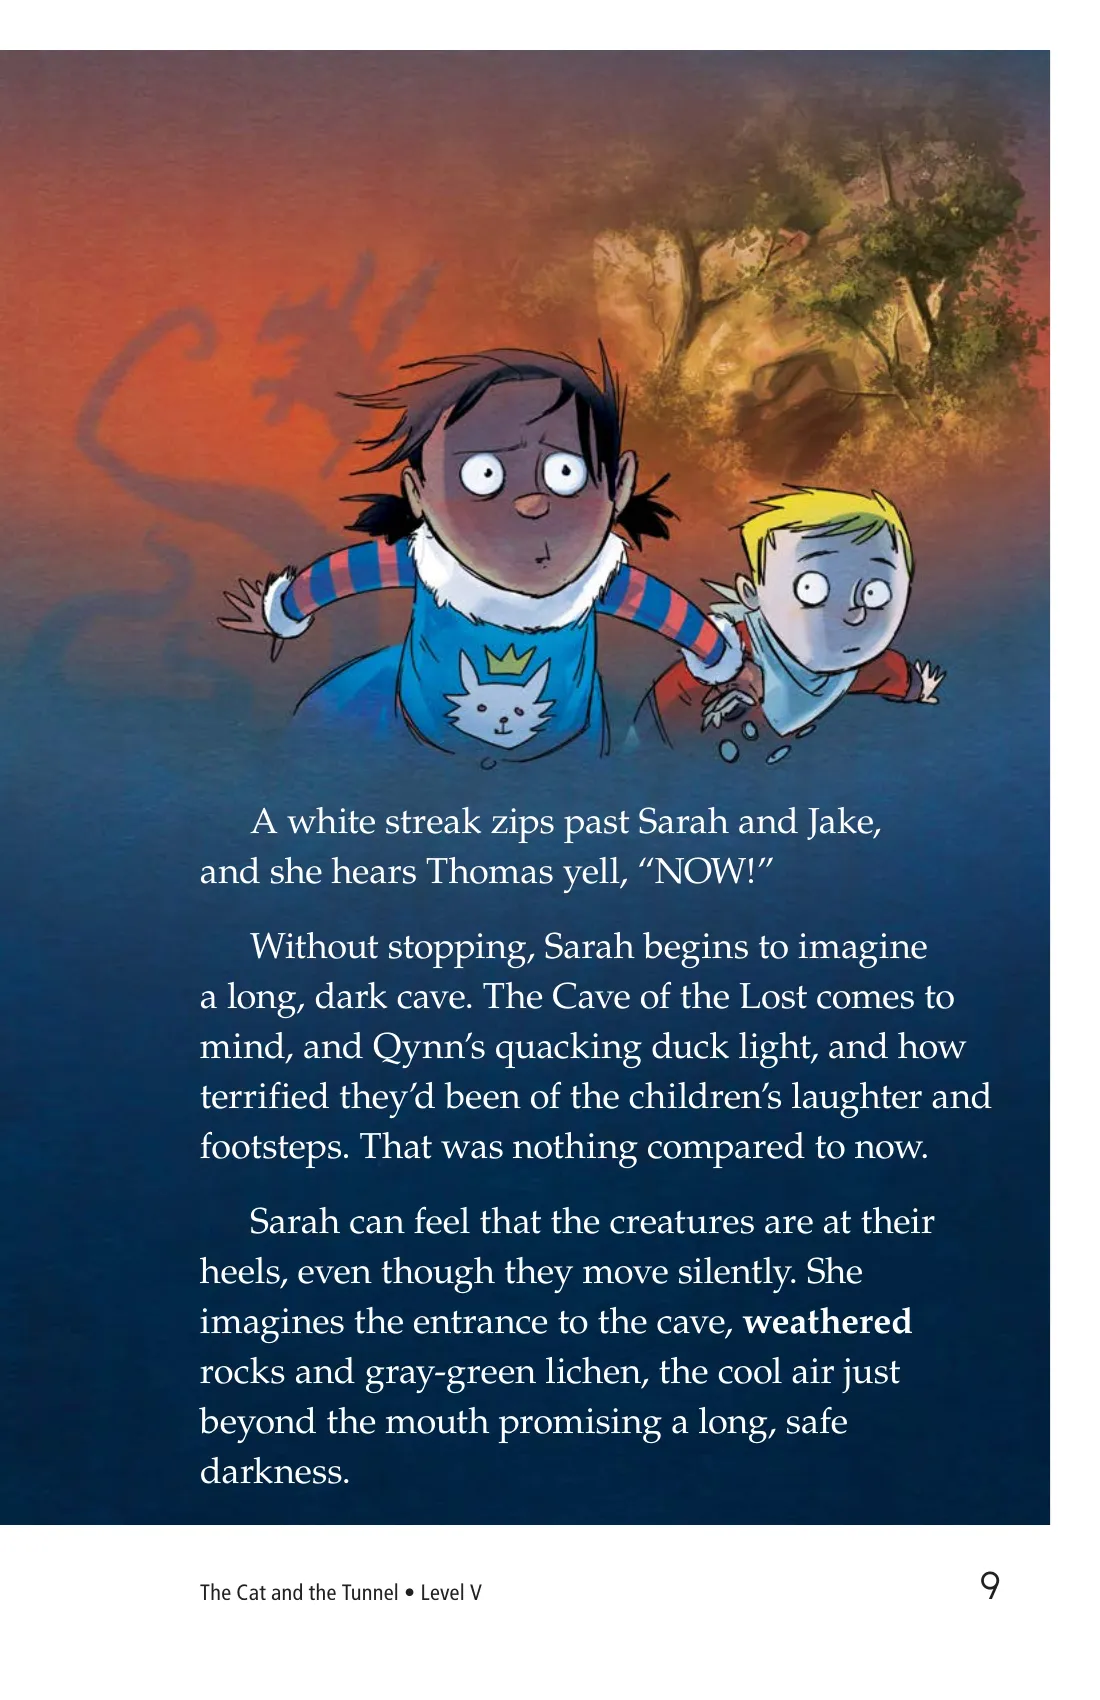 A white streak zips past Sarah and Jake,
and she hears Thomas yell, “NOW!”
Without stopping, Sarah begins to imagine
a long, dark cave. The Cave of the Lost comes to
mind, and Qynn’s quacking duck light, and how
terrified they’d been of the children’s laughter and
footsteps. That was nothing compared to now.
Sarah can feel that the creatures are at their
heels, even though they move silently. She
imagines the entrance to the cave, weathered
rocks and gray-green lichen, the cool air just
beyond the mouth promising a long, safe
darkness.
The Cat and the Tunnel • Level V
9